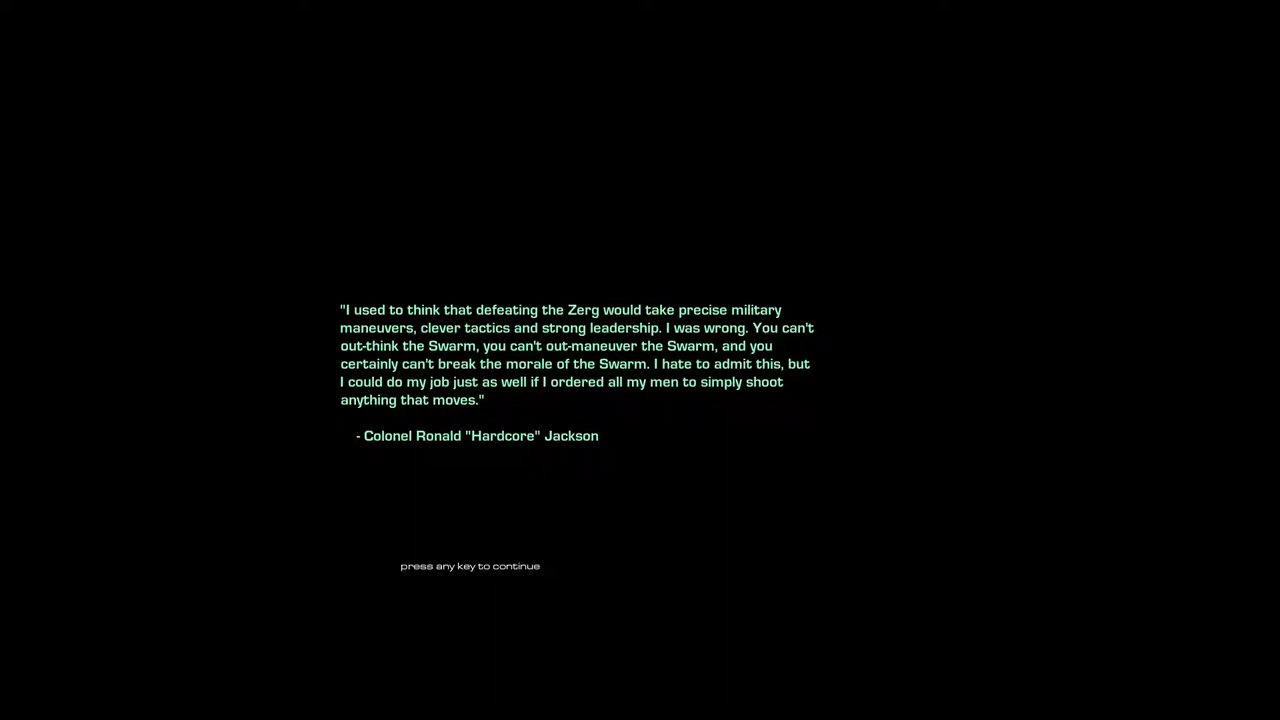 "I used to think that defeating the Zerg would take precise military
maneuvers, clever tactics and strong leadership. I was wrong. You can't
out-think the Swarm, you can't out-maneuver the Swarm, and you
certainly can't break the morale of the Swarm. I hate to admit this, but
I could do my job just as well if I ordered all my men to simply shoot
anything that moves."
- Colonel Ronald "Hardcore" Jackson
press any key to continue